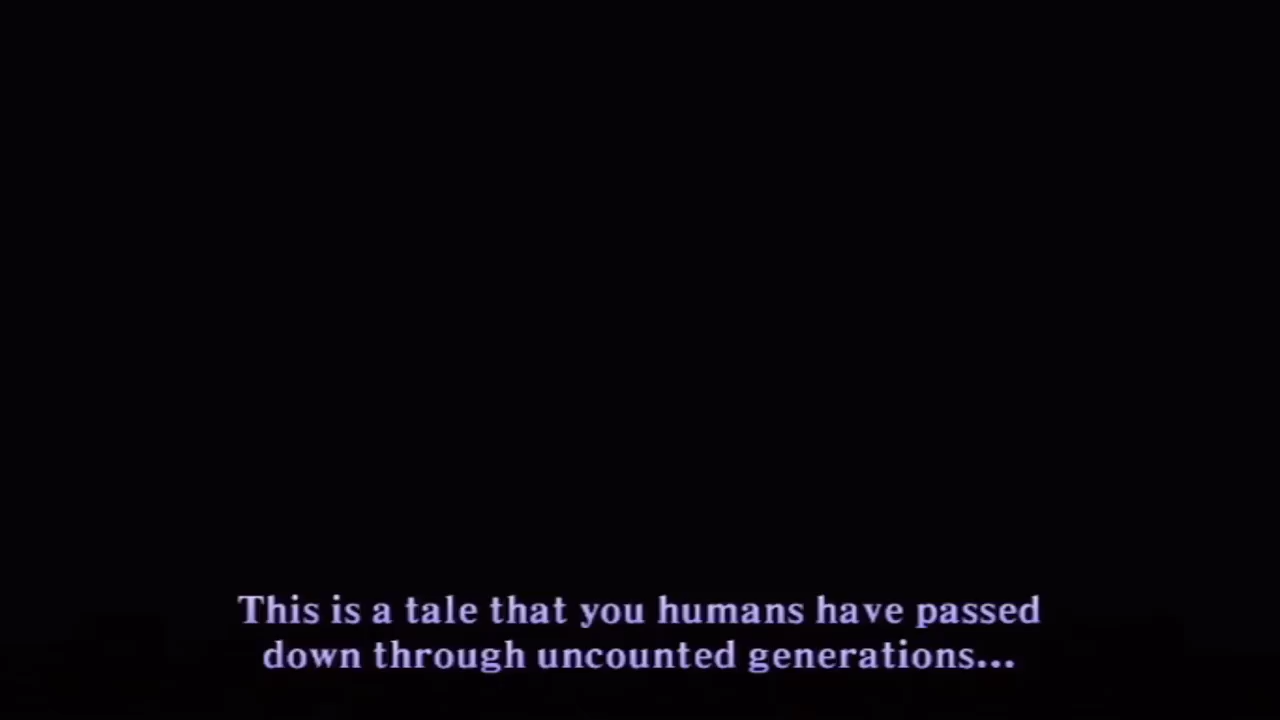 This is a tale that you humans have passed
down through uncounted generations...